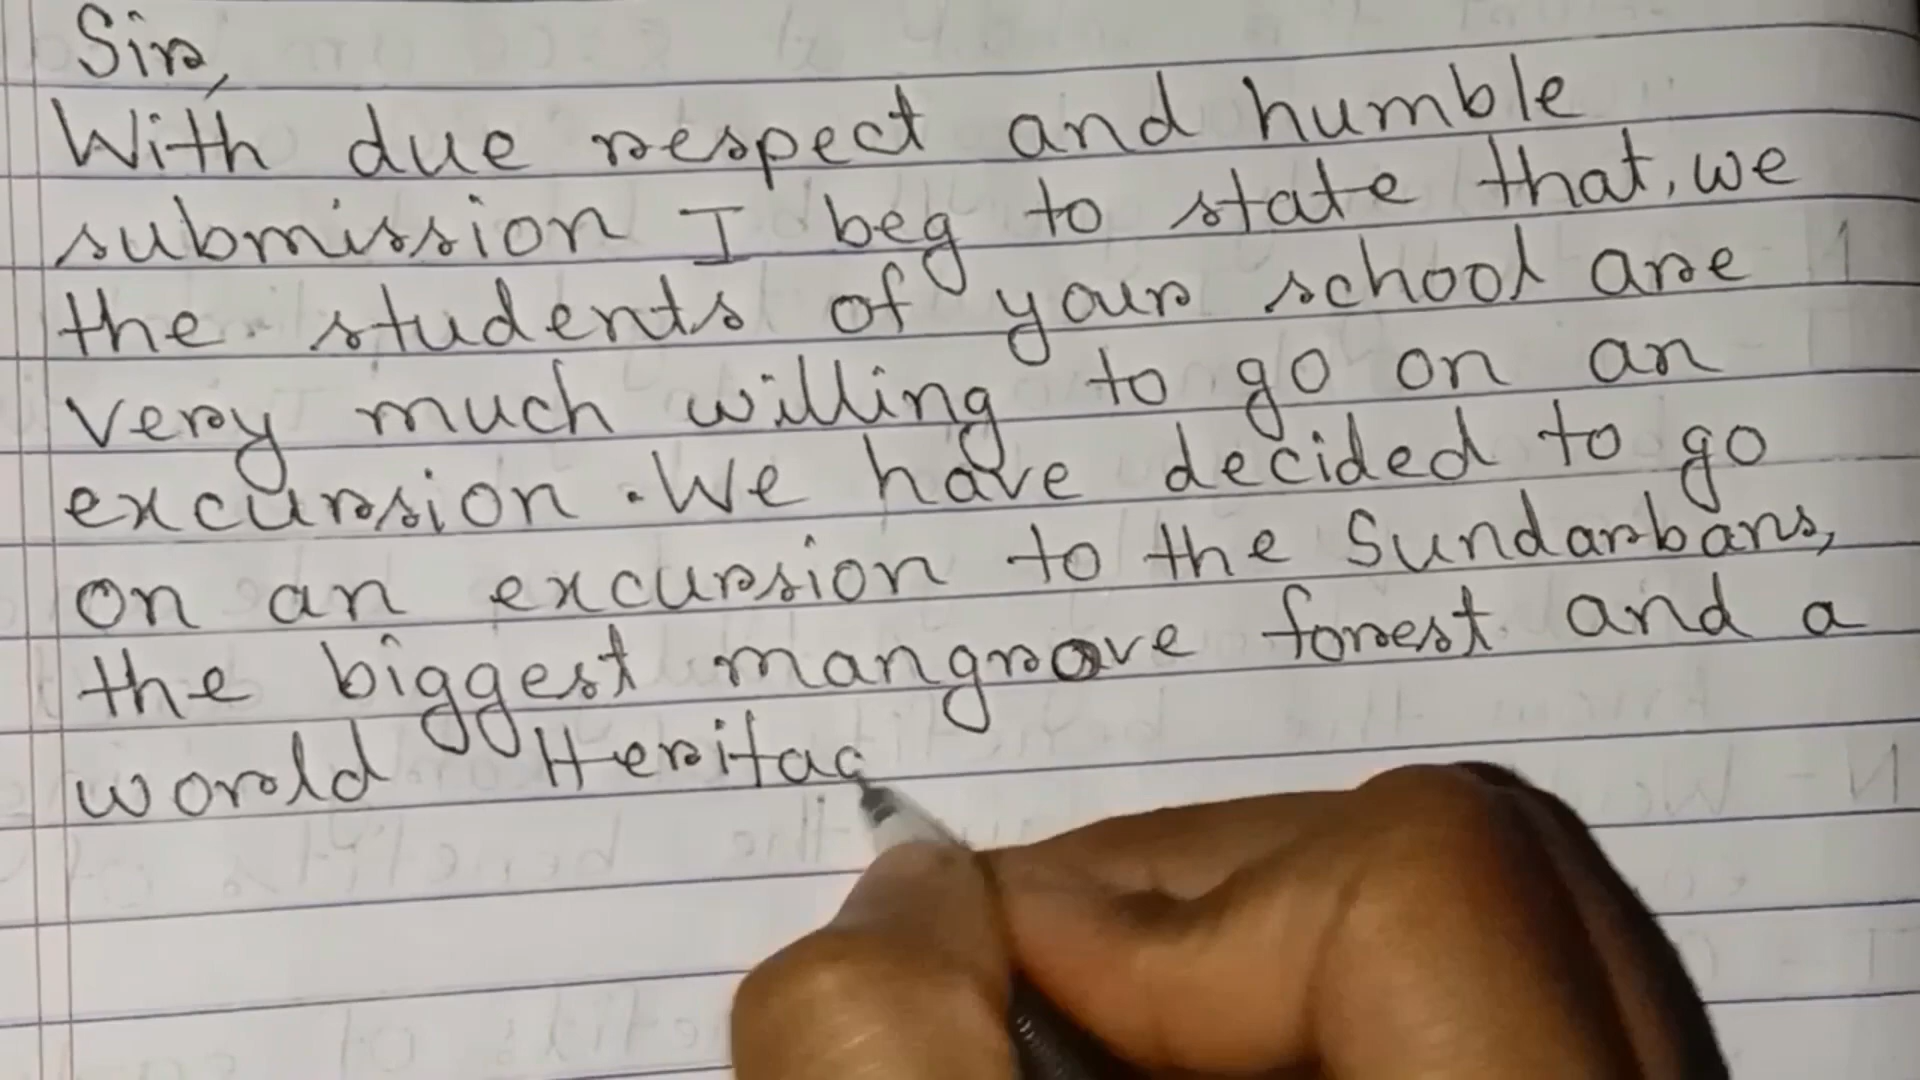 Sir,
With due respect and humble
submission I beg to state that, we
the students of your school are
very much willing to go on an
excursion. We have decided to go
on an excursion to the Sundarbans,
the biggest mangrove forest and a
world Heritag